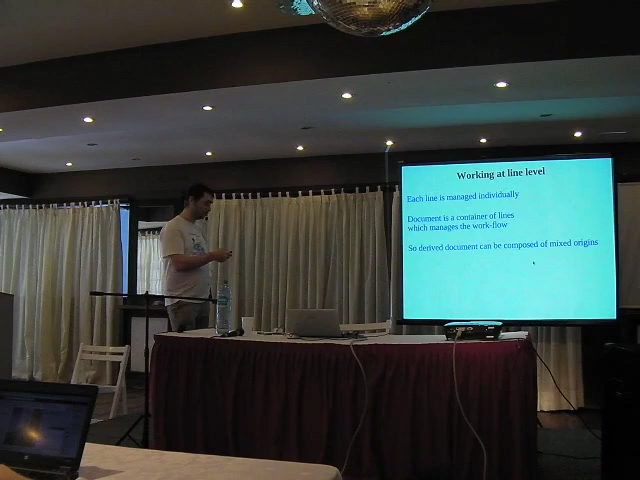 Working at line level
Each line is managed individually
Document is a container of lines
which manages the work-flow
So derived document can be composed of mixed origins